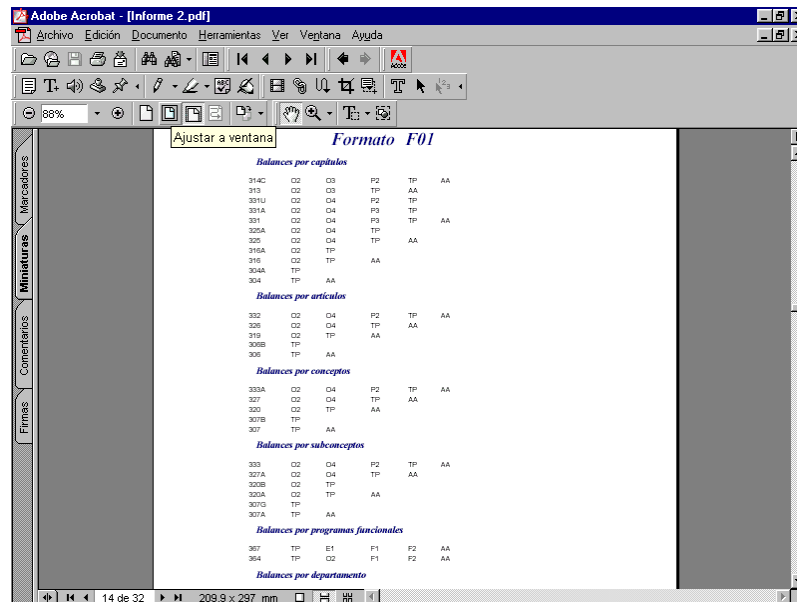 Adobe Acrobat - [Informe 2.pdf]
Archivo Edición Documento Herramientas Ver Ventana Ayuda
Adobe
88%
Ajustar a ventana
Marcadores
Miniaturas
Comentarios
Firmas
Formato F01
Balances por capítulos
314C O2 O3 P2 TP AA
313 O2 O3 TP AA
331U O2 O4 P2 TP
331A O2 O4 P3 TP
331 O2 O4 P3 TP AA
325A O2 O4 TP
325 O2 O4 TP AA
316A O2 TP
316 O2 TP AA
304A TP
304 TP AA
Balances por artículos
332 O2 O4 P2 TP AA
326 O2 O4 TP AA
319 O2 TP AA
306B TP
306 TP AA
Balances por conceptos
333A O2 O4 P2 TP AA
327 O2 O4 TP AA
320 O2 TP AA
307B TP
307 TP AA
Balances por subconceptos
333 O2 O4 P2 TP AA
327A O2 O4 TP AA
320B O2 TP
320A O2 TP AA
307G TP
307A TP AA
Balances por programas funcionales
367 TP E1 F1 F2 AA
364 TP O2 F1 F2 AA
Balances por departamento
14 de 32 209.9 x 297 mm